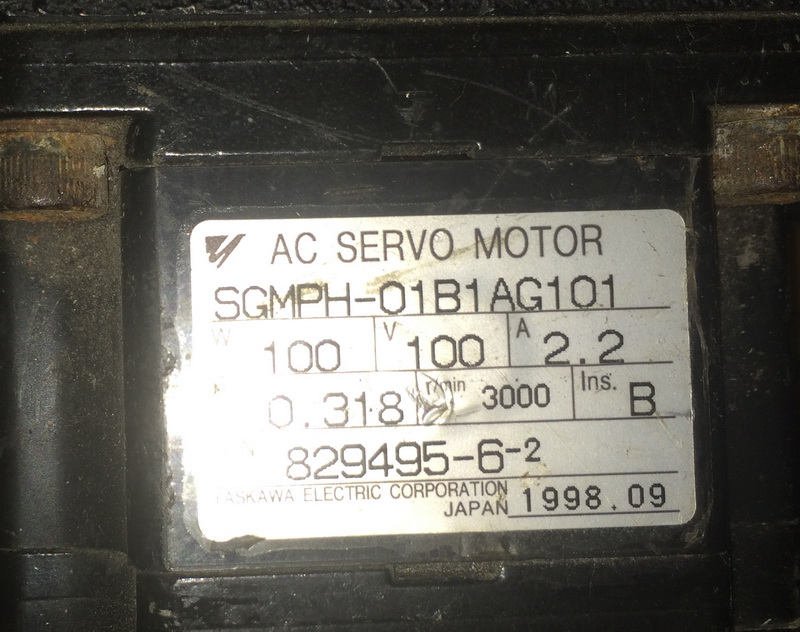 AC SERVO MOTOR
SGMPH-01B1AG101
W 100 V 100 A 2.2
0.318 r/min 3000 Ins. B
829495-6-2
YASKAWA ELECTRIC CORPORATION
JAPAN 1998.09